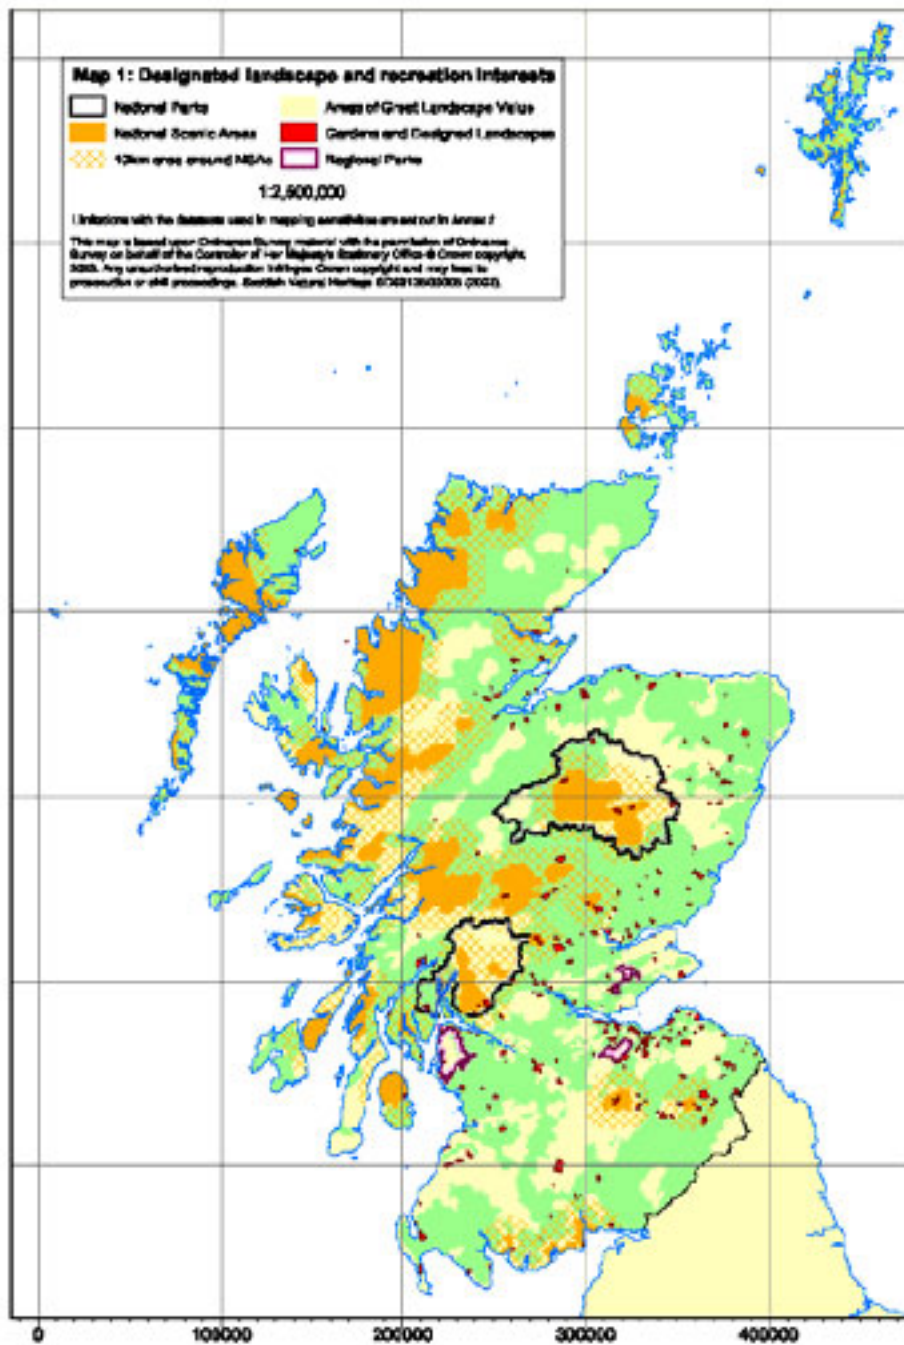 Map 1: Designated landscape and recreation interests
National Parks
Areas of Great Landscape Value
National Scenic Areas
Gardens and Designed Landscapes
10km area around NSAs
Regional Parks
1:2,500,000
Limitations with the datasets used in mapping sensitivities are set out in Annex 2
This map is based upon Ordnance Survey material with the permission of Ordnance
Survey on behalf of the Controller of Her Majesty's Stationery Office © Crown copyright
Any unauthorised reproduction infringes Crown copyright and may lead to
prosecution or civil proceedings. Scottish Natural Heritage
0 100000 200000 300000 400000